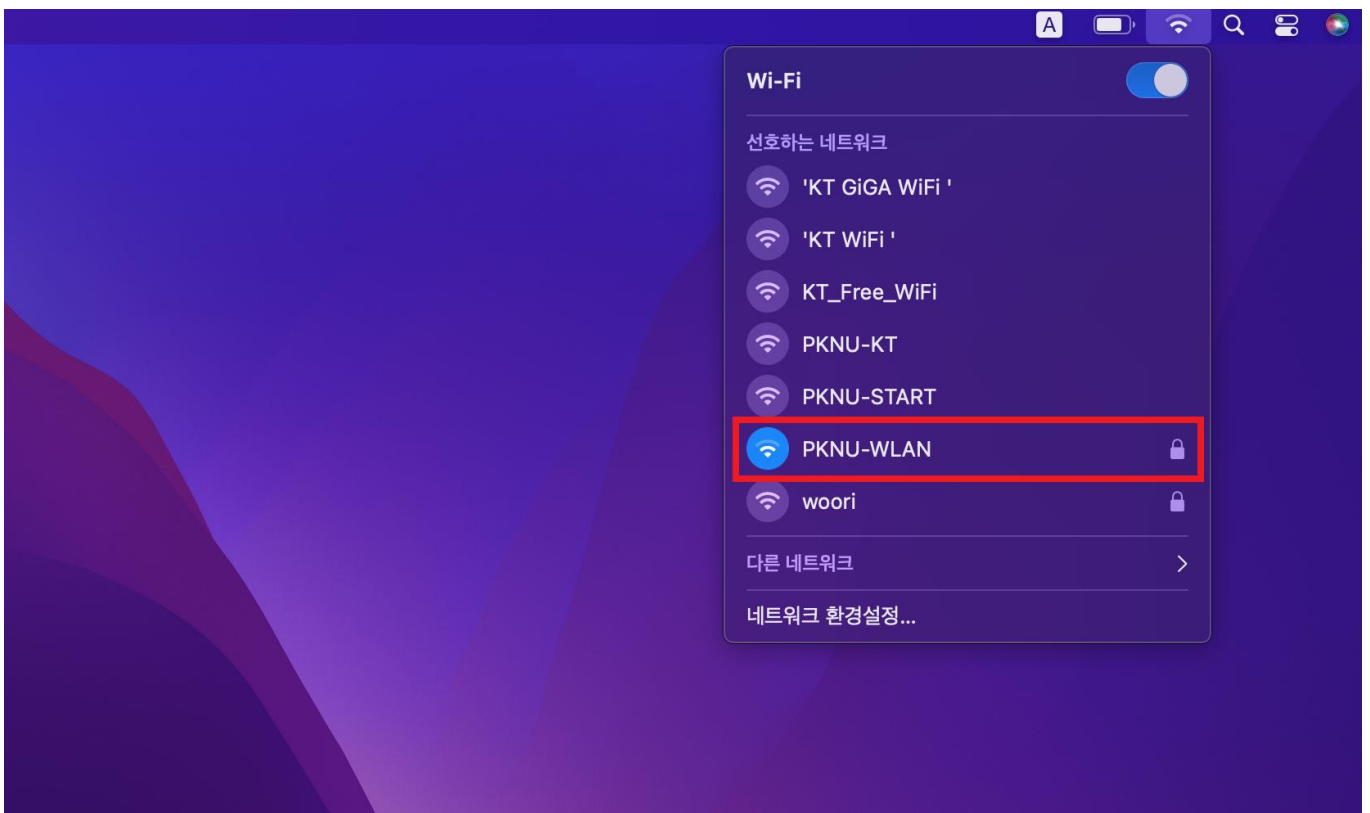 A
Wi-Fi
선호하는 네트워크
'KT GiGA WiFi '
'KT WiFi '
KT_Free_WiFi
PKNU-KT
PKNU-START
PKNU-WLAN
woori
다른 네트워크
네트워크 환경설정...